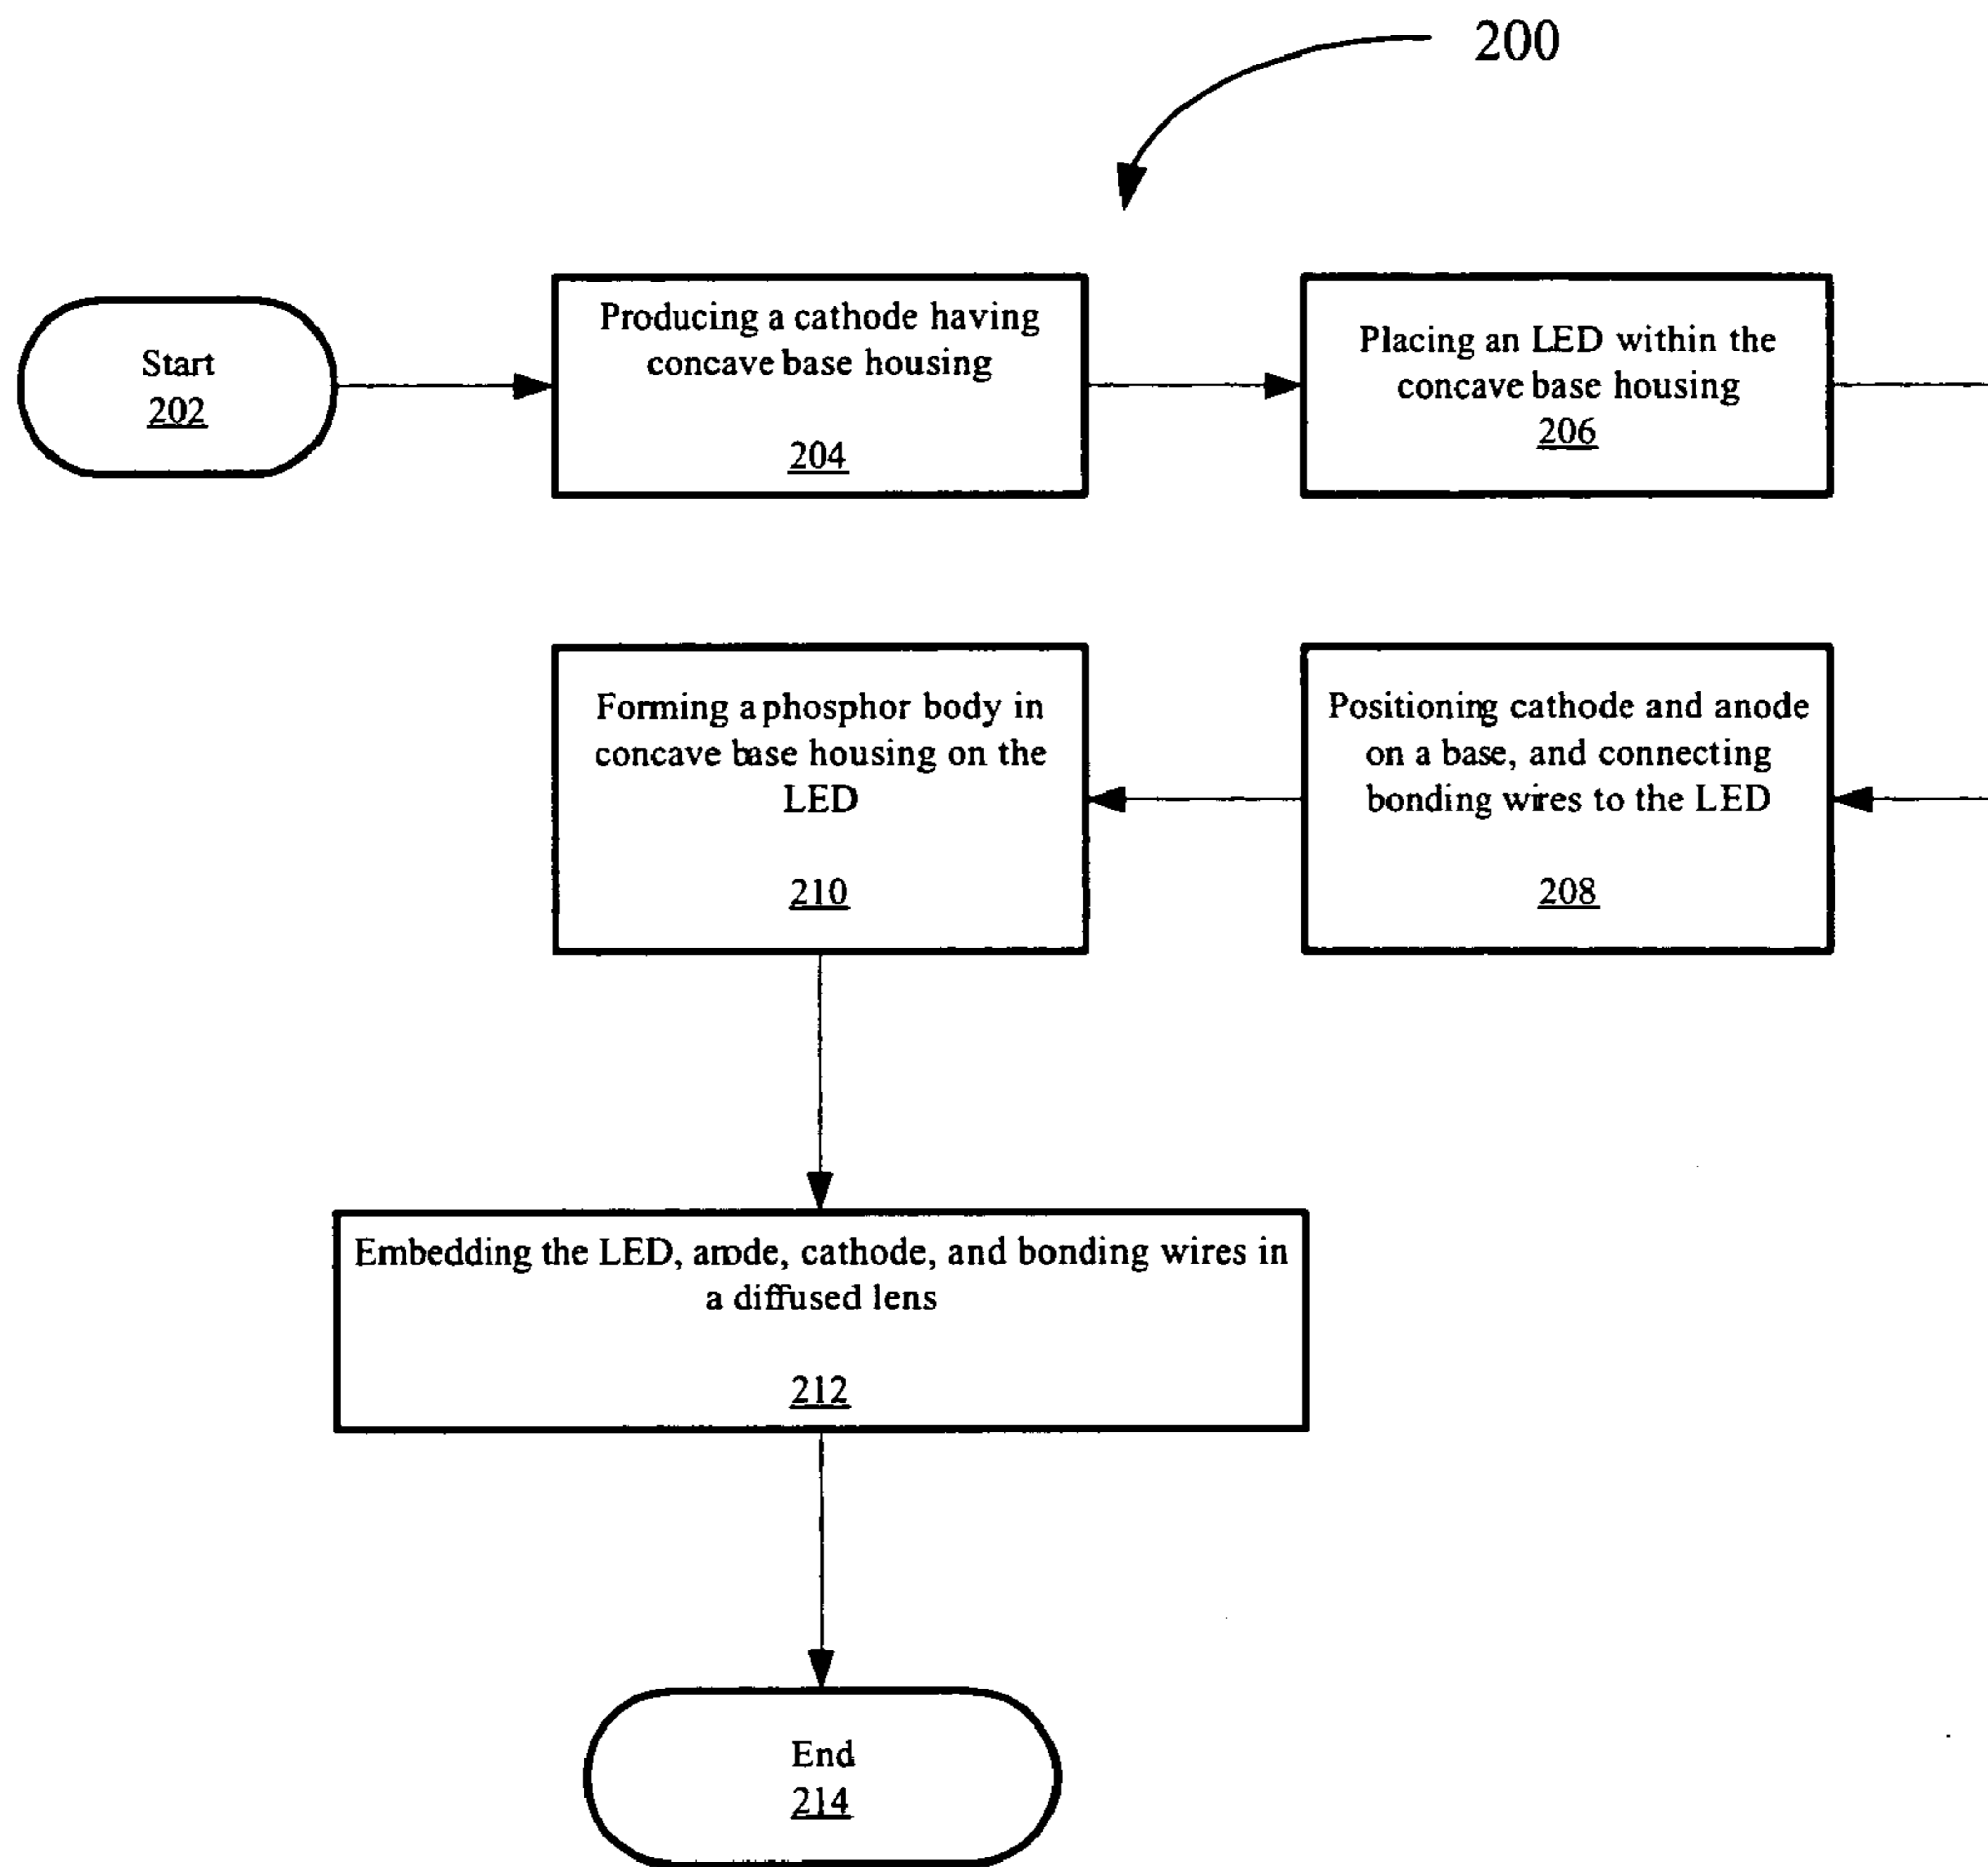 200
Start
202
Producing a cathode having
concave base housing
204
Placing an LED within the
concave base housing
206
Positioning cathode and anode
on a base, and connecting
bonding wires to the LED
208
Forming a phosphor body in
concave base housing on the
LED
210
Embedding the LED, anode, cathode, and bonding wires in
a diffused lens
212
End
214